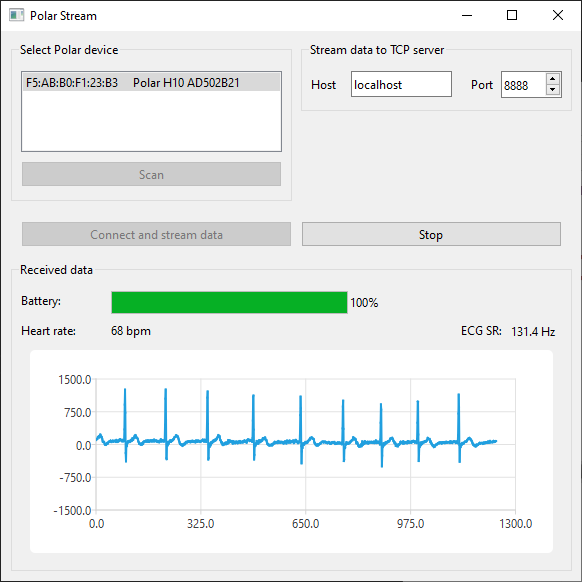 Polar Stream
Select Polar device
F5:AB:B0:F1:23:B3 Polar H10 AD502B21
Scan
Stream data to TCP server
Host localhost Port 8888
Connect and stream data
Stop
Received data
Battery: 100%
Heart rate: 68 bpm ECG SR: 131.4 Hz
1500.0
750.0
0.0
-750.0
-1500.0
0.0 325.0 650.0 975.0 1300.0